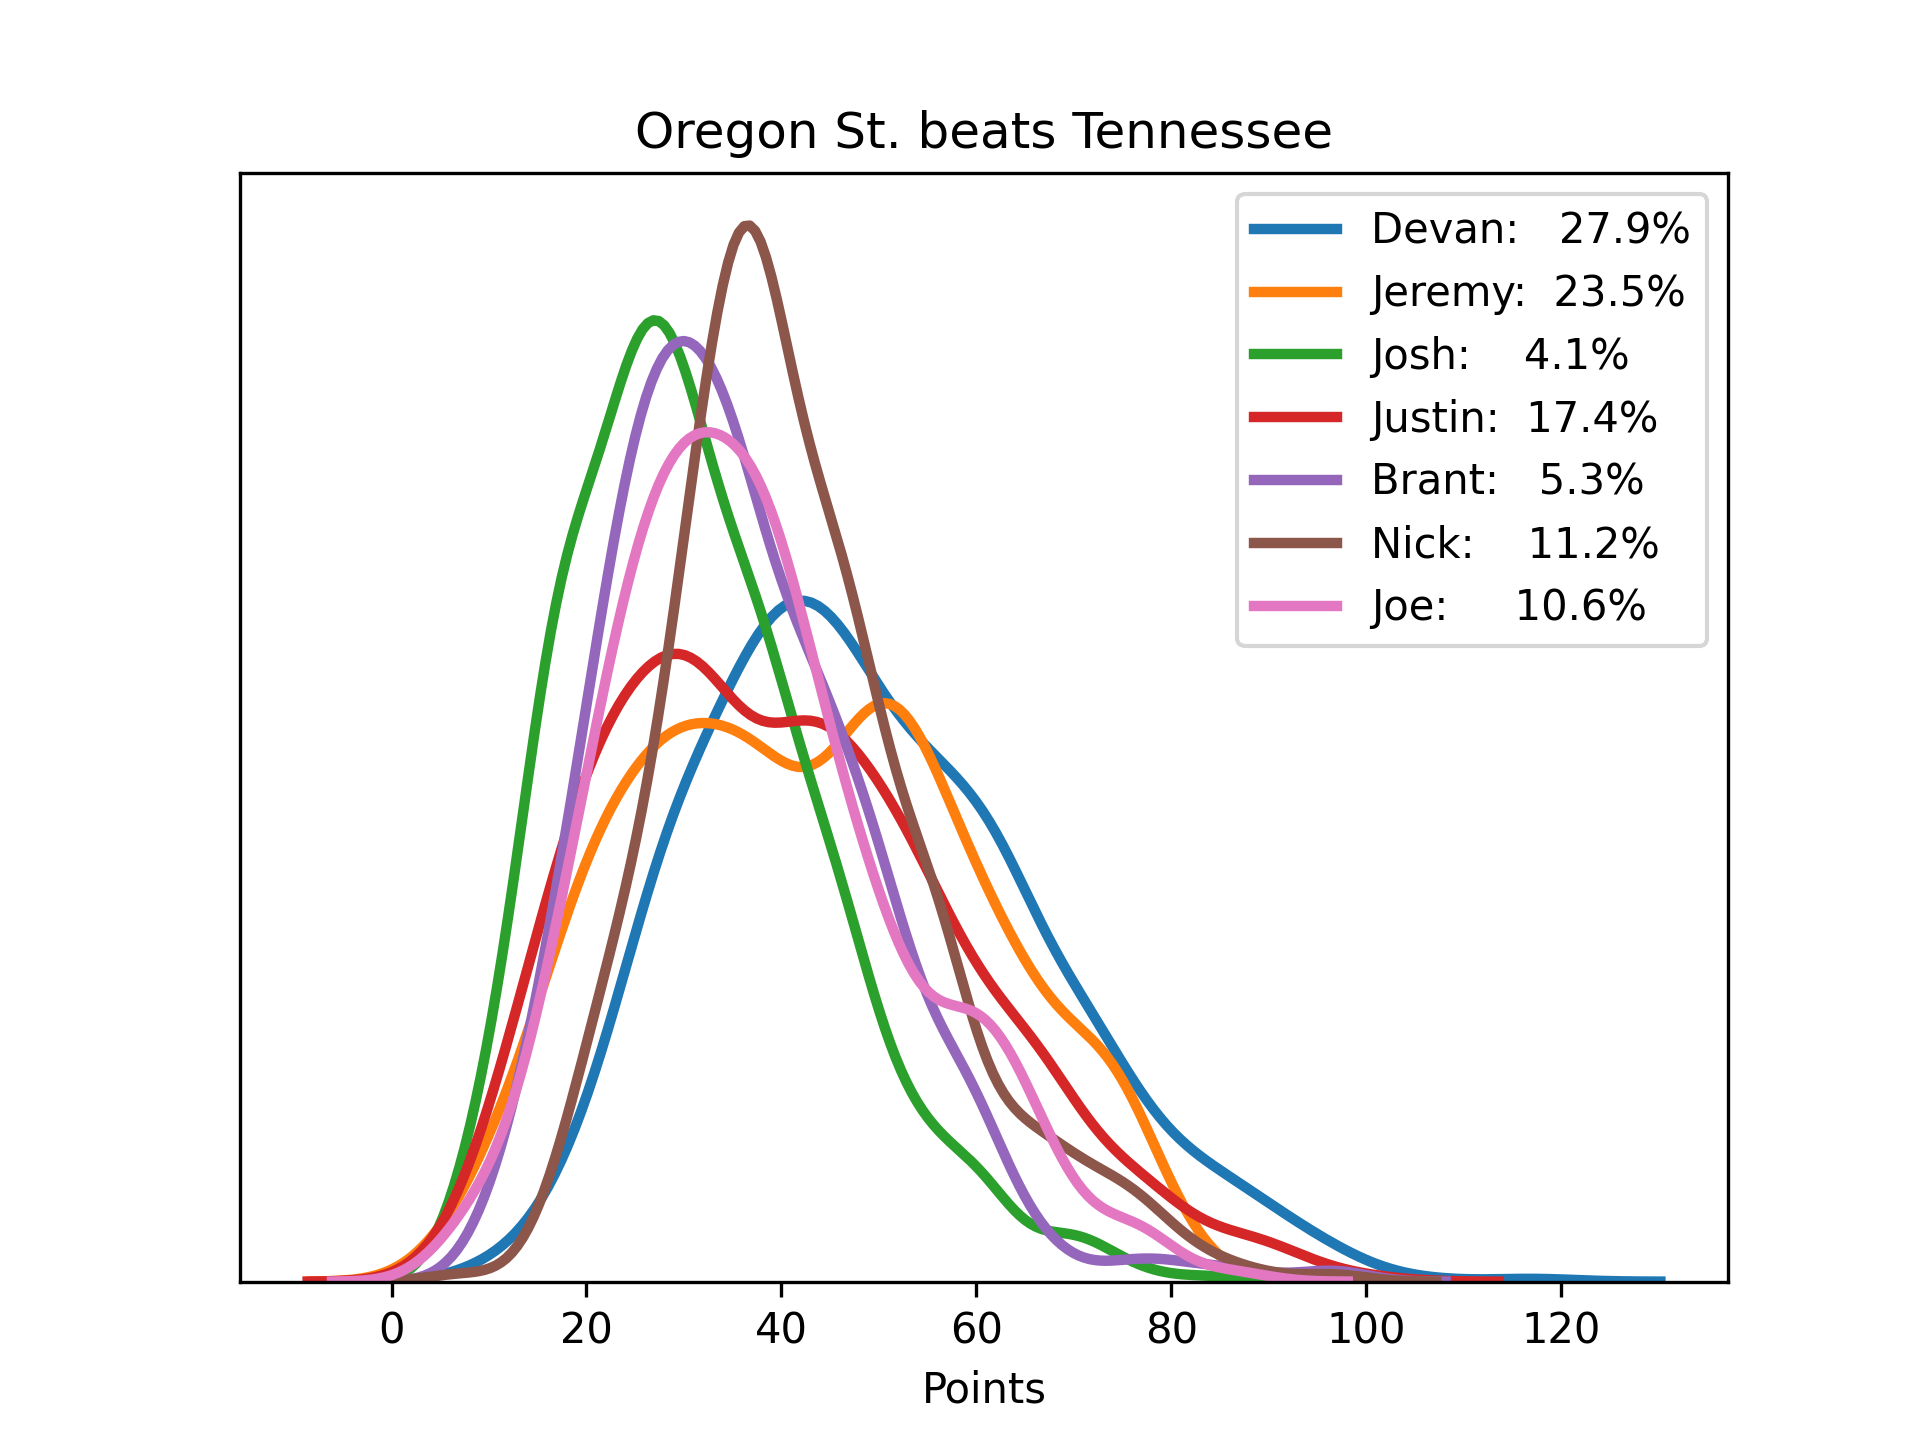 Oregon St. beats Tennessee
Devan: 27.9%
Jeremy: 23.5%
Josh: 4.1%
Justin: 17.4%
Brant: 5.3%
Nick: 11.2%
Joe: 10.6%
0 20 40 60 80 100 120
Points